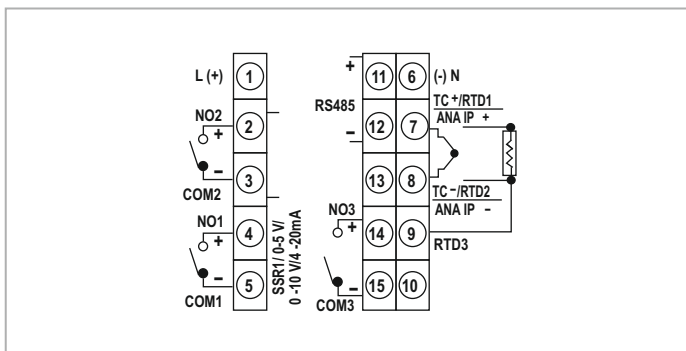 L (+)
1
NO2
+
2
−
3
COM2
NO1
+
4
−
5
COM1
SSR1/ 0-5 V/
0 -10 V/4 -20mA
+
11
6
(-) N
RS485
−
12
7
TC +/RTD1
ANA IP +
13
8
TC −/RTD2
ANA IP −
NO3
+
14
9
RTD3
−
15
10
COM3